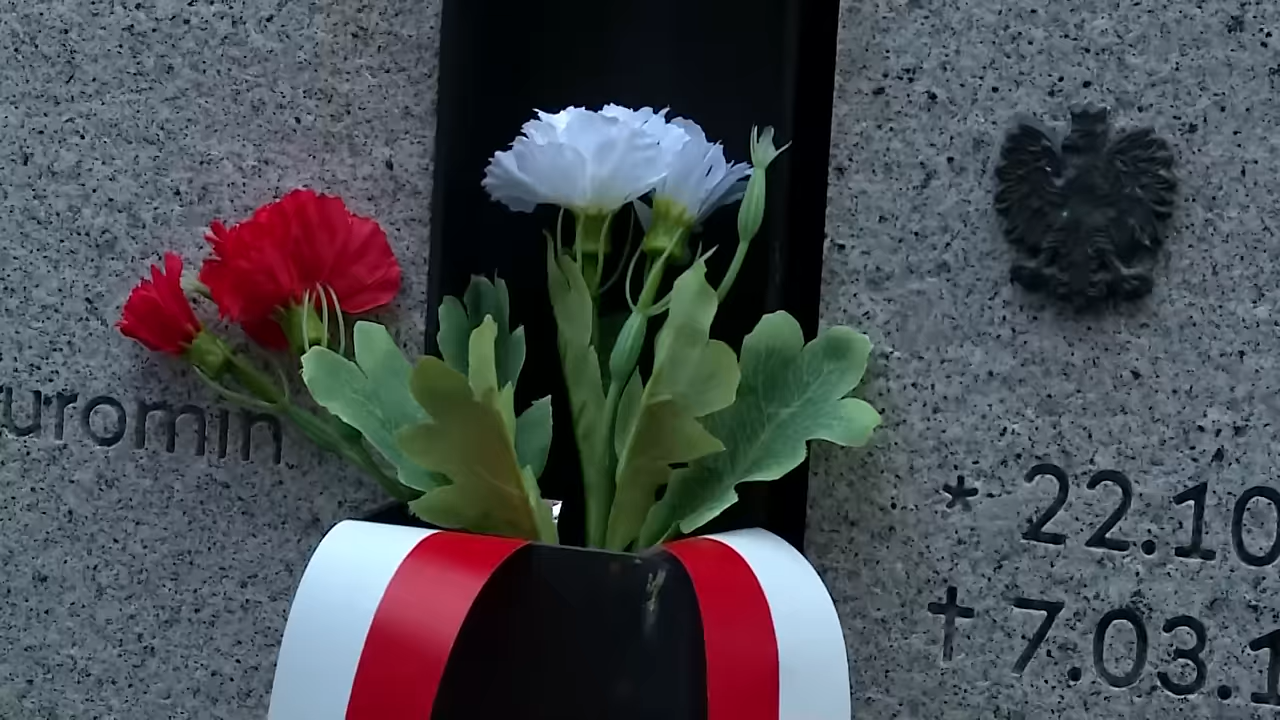 uromin
* 22.10
† 7.03.1